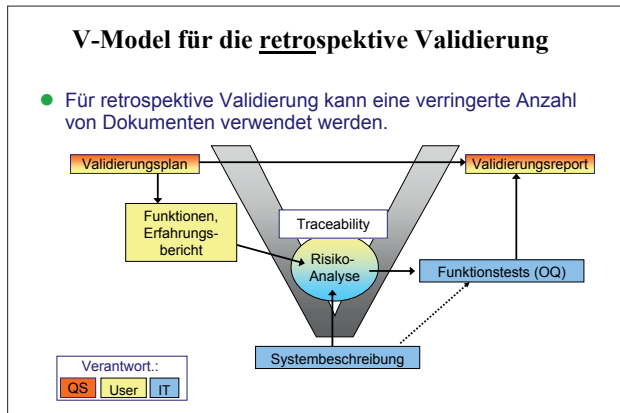 V-Model für die retrospektive Validierung
Für retrospektive Validierung kann eine verringerte Anzahl
von Dokumenten verwendet werden.
Validierungsplan
Validierungsreport
Funktionen,
Erfahrungs-
bericht
Traceability
Risiko-
Analyse
Funktionstests (OQ)
Systembeschreibung
Verantwort.:
QS User IT